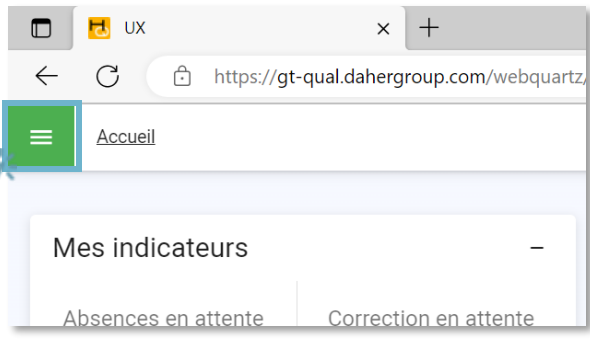 UX
https://gt-qual.dahergroup.com/webquartz/
Accueil
Mes indicateurs
Absences en attente Correction en attente